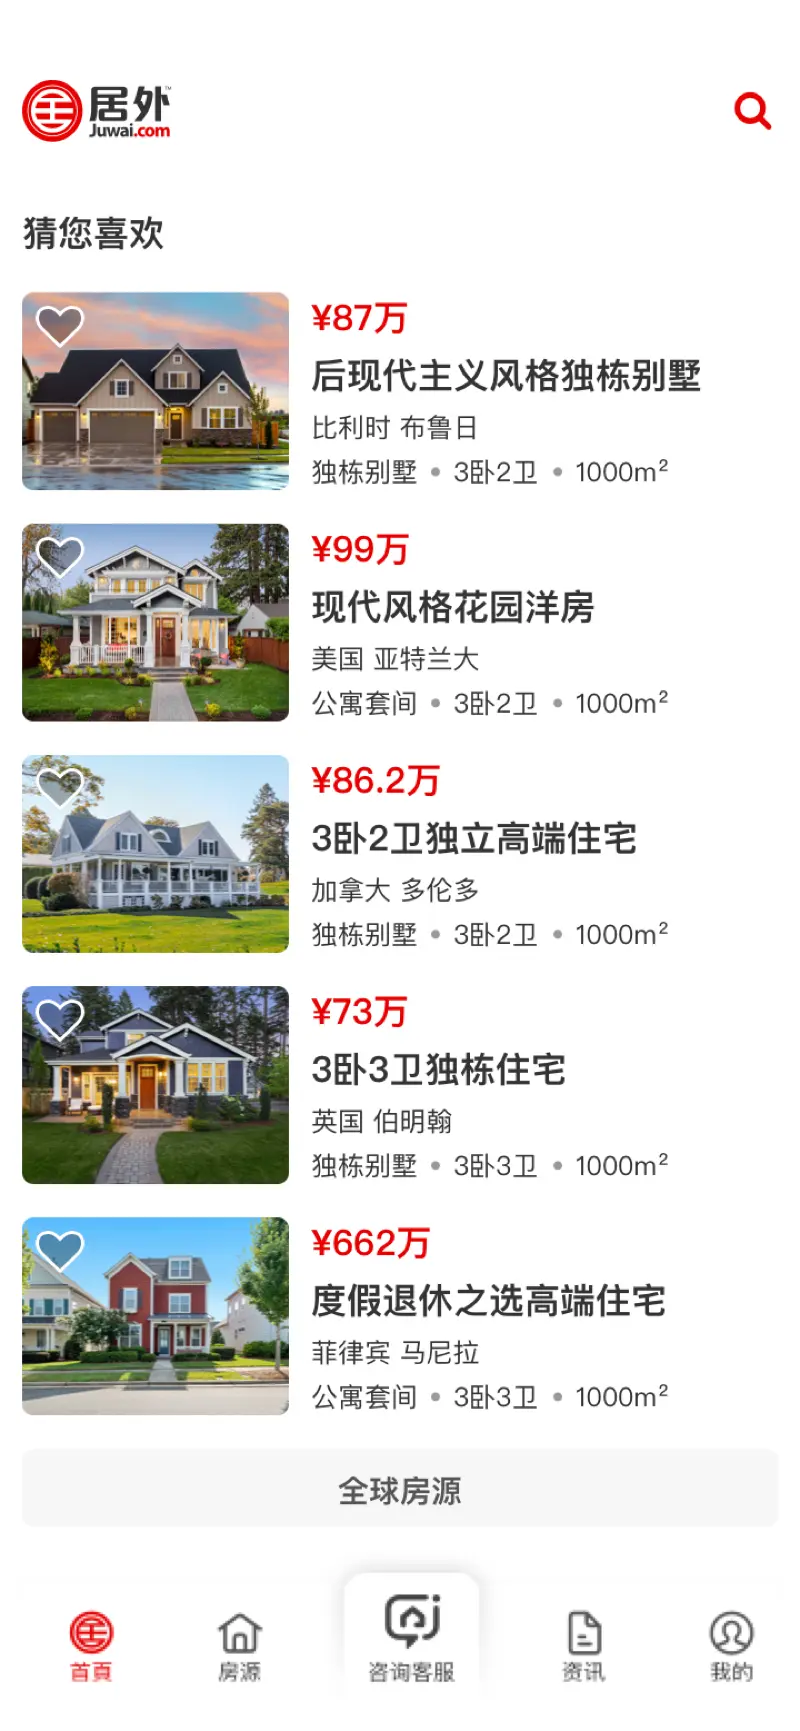 居外™
Juwai.com
猜您喜欢
¥87万
后现代主义风格独栋别墅
比利时 布鲁日
独栋别墅 • 3卧2卫 • 1000m²
¥99万
现代风格花园洋房
美国 亚特兰大
公寓套间 • 3卧2卫 • 1000m²
¥86.2万
3卧2卫独立高端住宅
加拿大 多伦多
独栋别墅 • 3卧2卫 • 1000m²
¥73万
3卧3卫独栋住宅
英国 伯明翰
独栋别墅 • 3卧3卫 • 1000m²
¥662万
度假退休之选高端住宅
菲律宾 马尼拉
公寓套间 • 3卧3卫 • 1000m²
全球房源
首頁
房源
咨询客服
资讯
我的